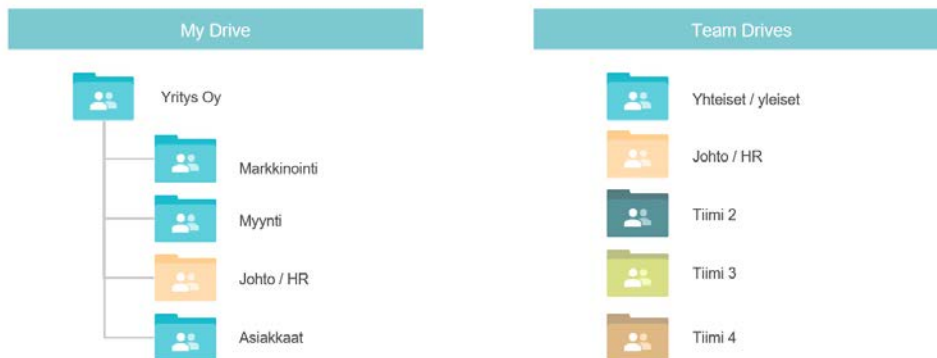 My Drive
Yritys Oy
Markkinointi
Myynti
Johto / HR
Asiakkaat
Team Drives
Yhteiset / yleiset
Johto / HR
Tiimi 2
Tiimi 3
Tiimi 4